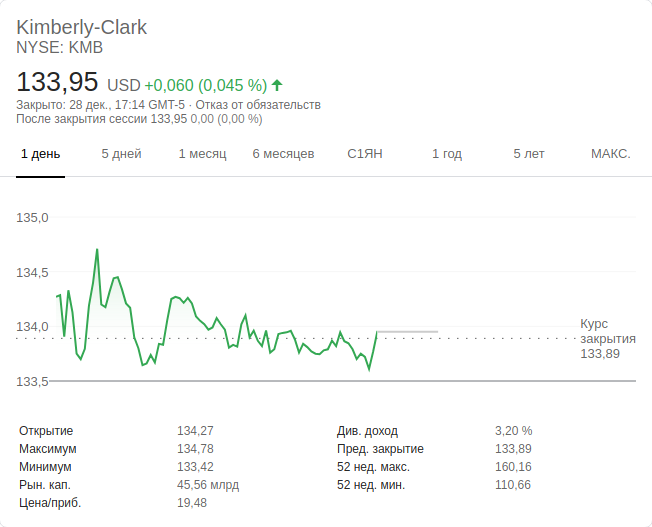 Kimberly-Clark
NYSE: KMB
133,95 USD +0,060 (0,045 %)
Закрыто: 28 дек., 17:14 GMT-5 · Отказ от обязательств
После закрытия сессии 133,95 0,00 (0,00 %)
1 день 5 дней 1 месяц 6 месяцев С1ЯН 1 год 5 лет МАКС.
135,0
134,5
134,0
133,5
Курс
закрытия
133,89
Открытие 134,27 Див. доход 3,20 %
Максимум 134,78 Пред. закрытие 133,89
Минимум 133,42 52 нед. макс. 160,16
Рын. кап. 45,56 млрд 52 нед. мин. 110,66
Цена/приб. 19,48